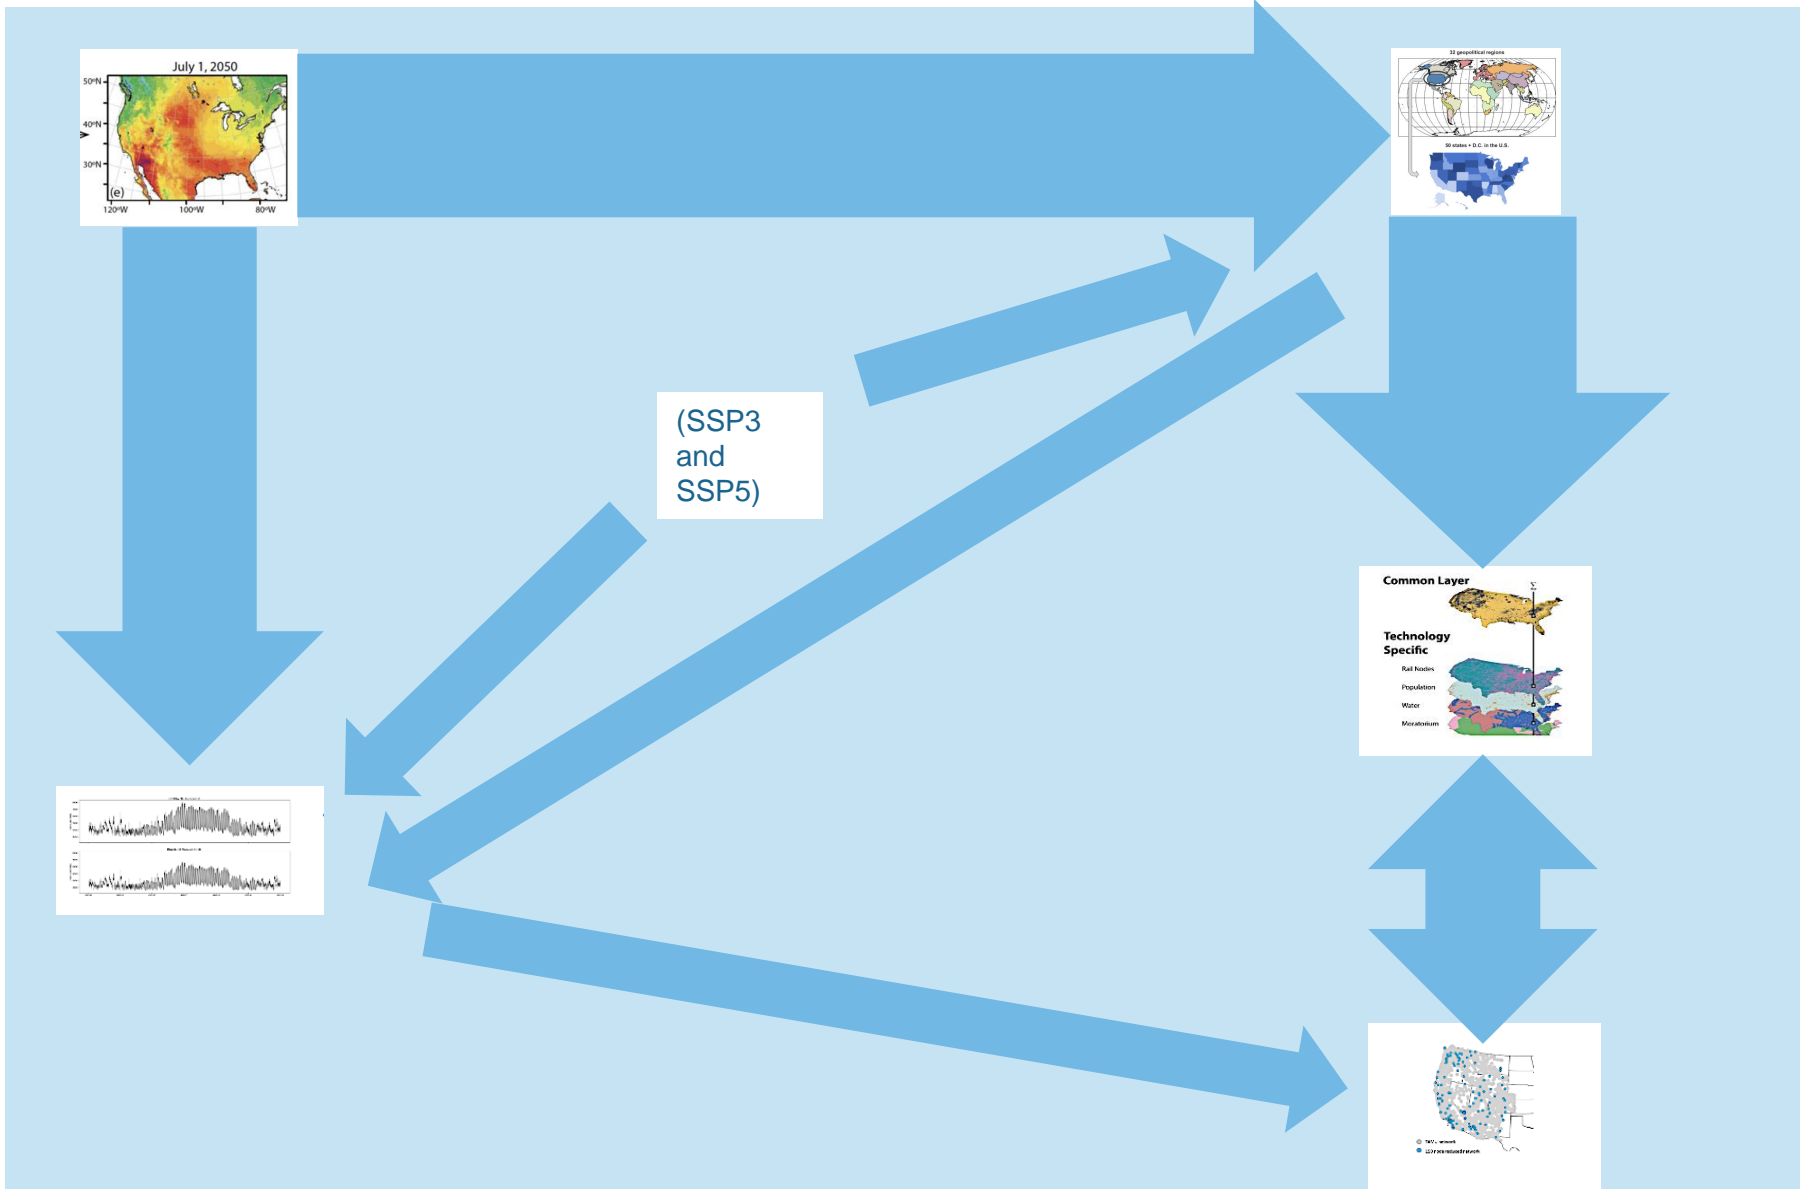 July 1, 2050
50°N
40°N
30°N
(e)
120°W 100°W 80°W
32 geopolitical regions
50 states + D.C. in the U.S.
(SSP3
and
SSP5)
Common Layer
Technology
Specific
Rail Nodes
Population
Water
Moratorium
network